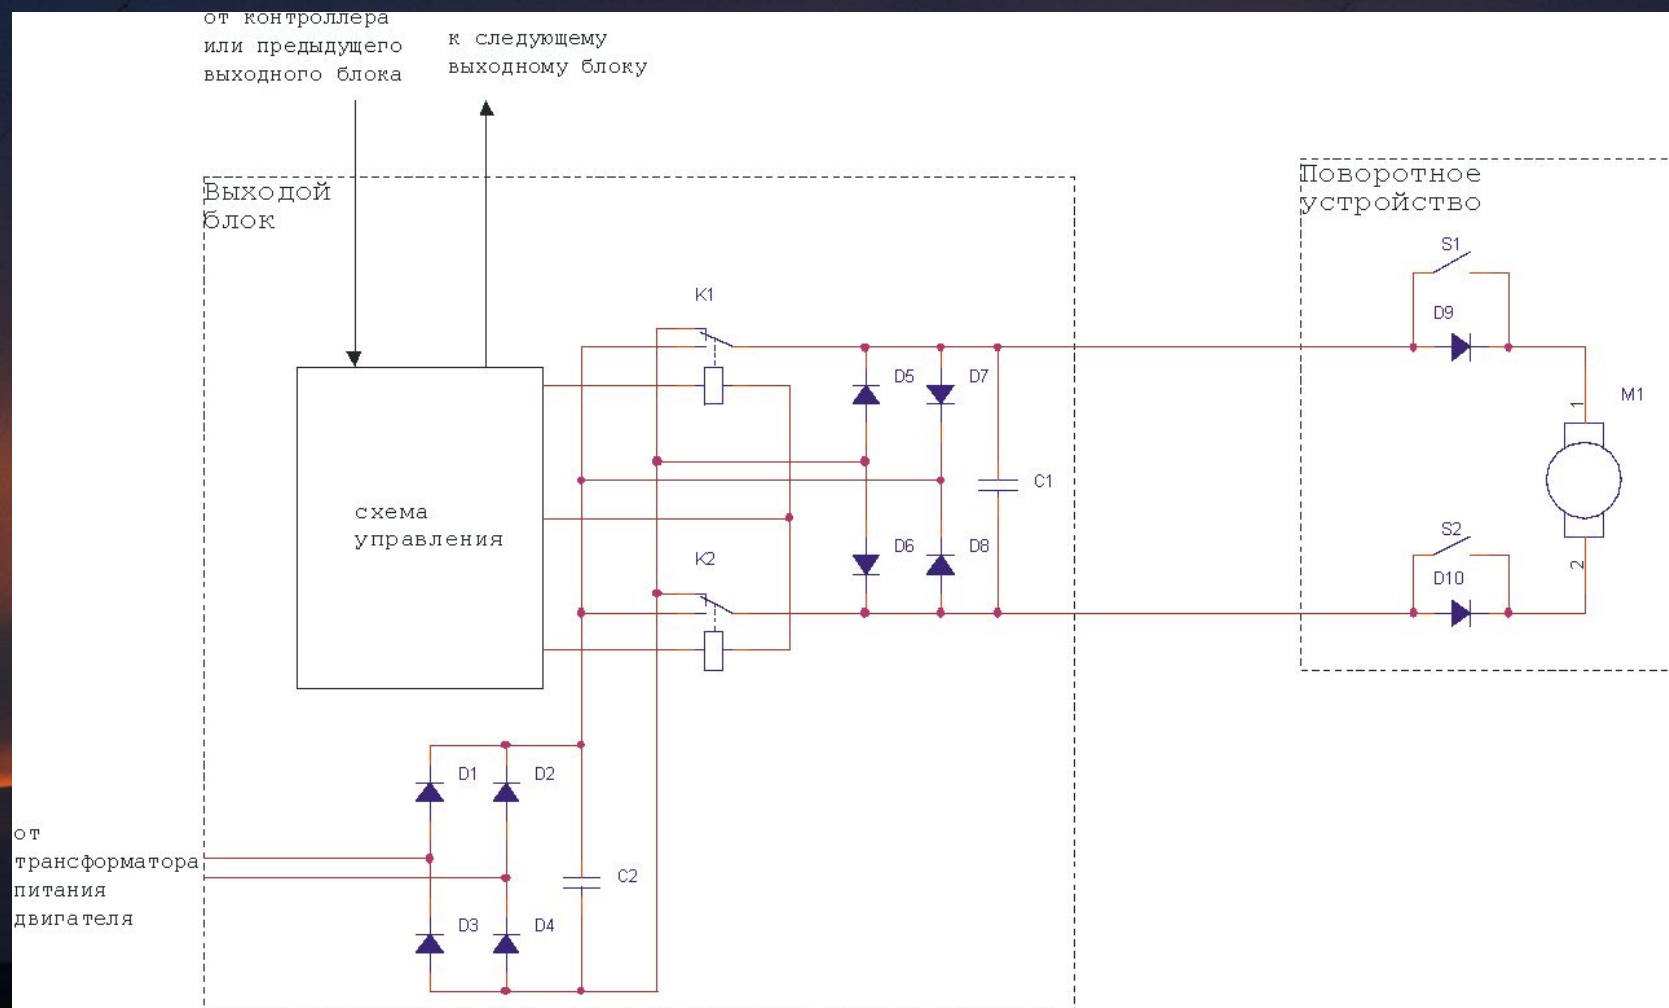 от контроллера
или предыдущего
выходного блока
к следующему
выходному блоку
Выходой
блок
Поворотное
устройство
S1
K1
D9
D5
D7
M1
1
C1
схема
управления
S2
D6
D8
K2
D10
2
D1
D2
от
трансформатора
питания
двигателя
C2
D3
D4